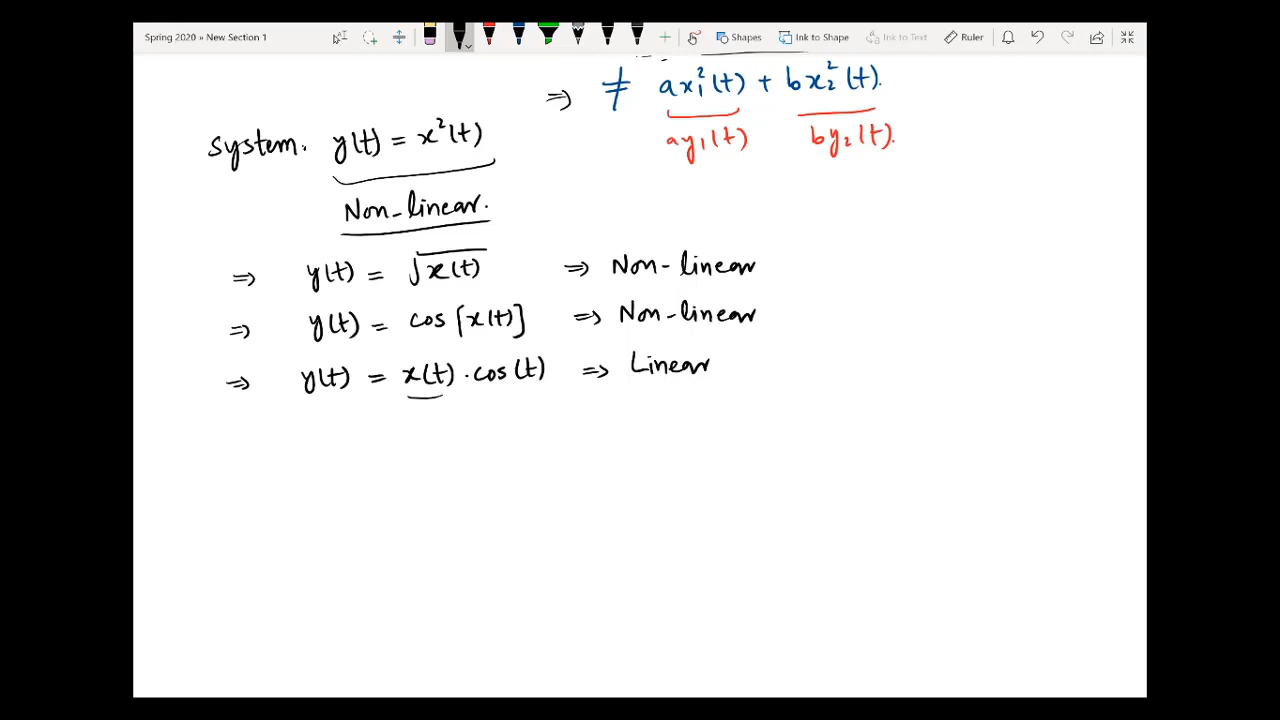 Spring 2020 » New Section 1 Shapes Ink to Shape Ink to Text Ruler
⇒ ≠ ax₁²(t) + bx₂²(t).
ay₁(t) by₂(t).
System. y(t) = x²(t)
Non-linear.
⇒ y(t) = √x(t) ⇒ Non-linear
⇒ y(t) = cos[x(t)] ⇒ Non-linear
⇒ y(t) = x(t)·cos(t) ⇒ Linear